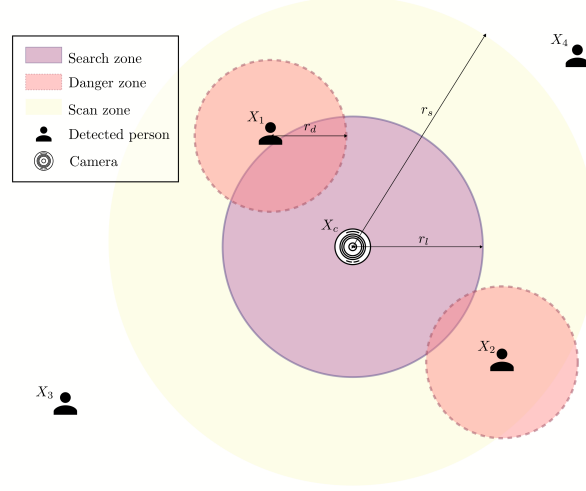 Search zone
Danger zone
Scan zone
Detected person
Camera
X₁
r_d
r_s
X₄
X_c
r_l
X₂
X₃